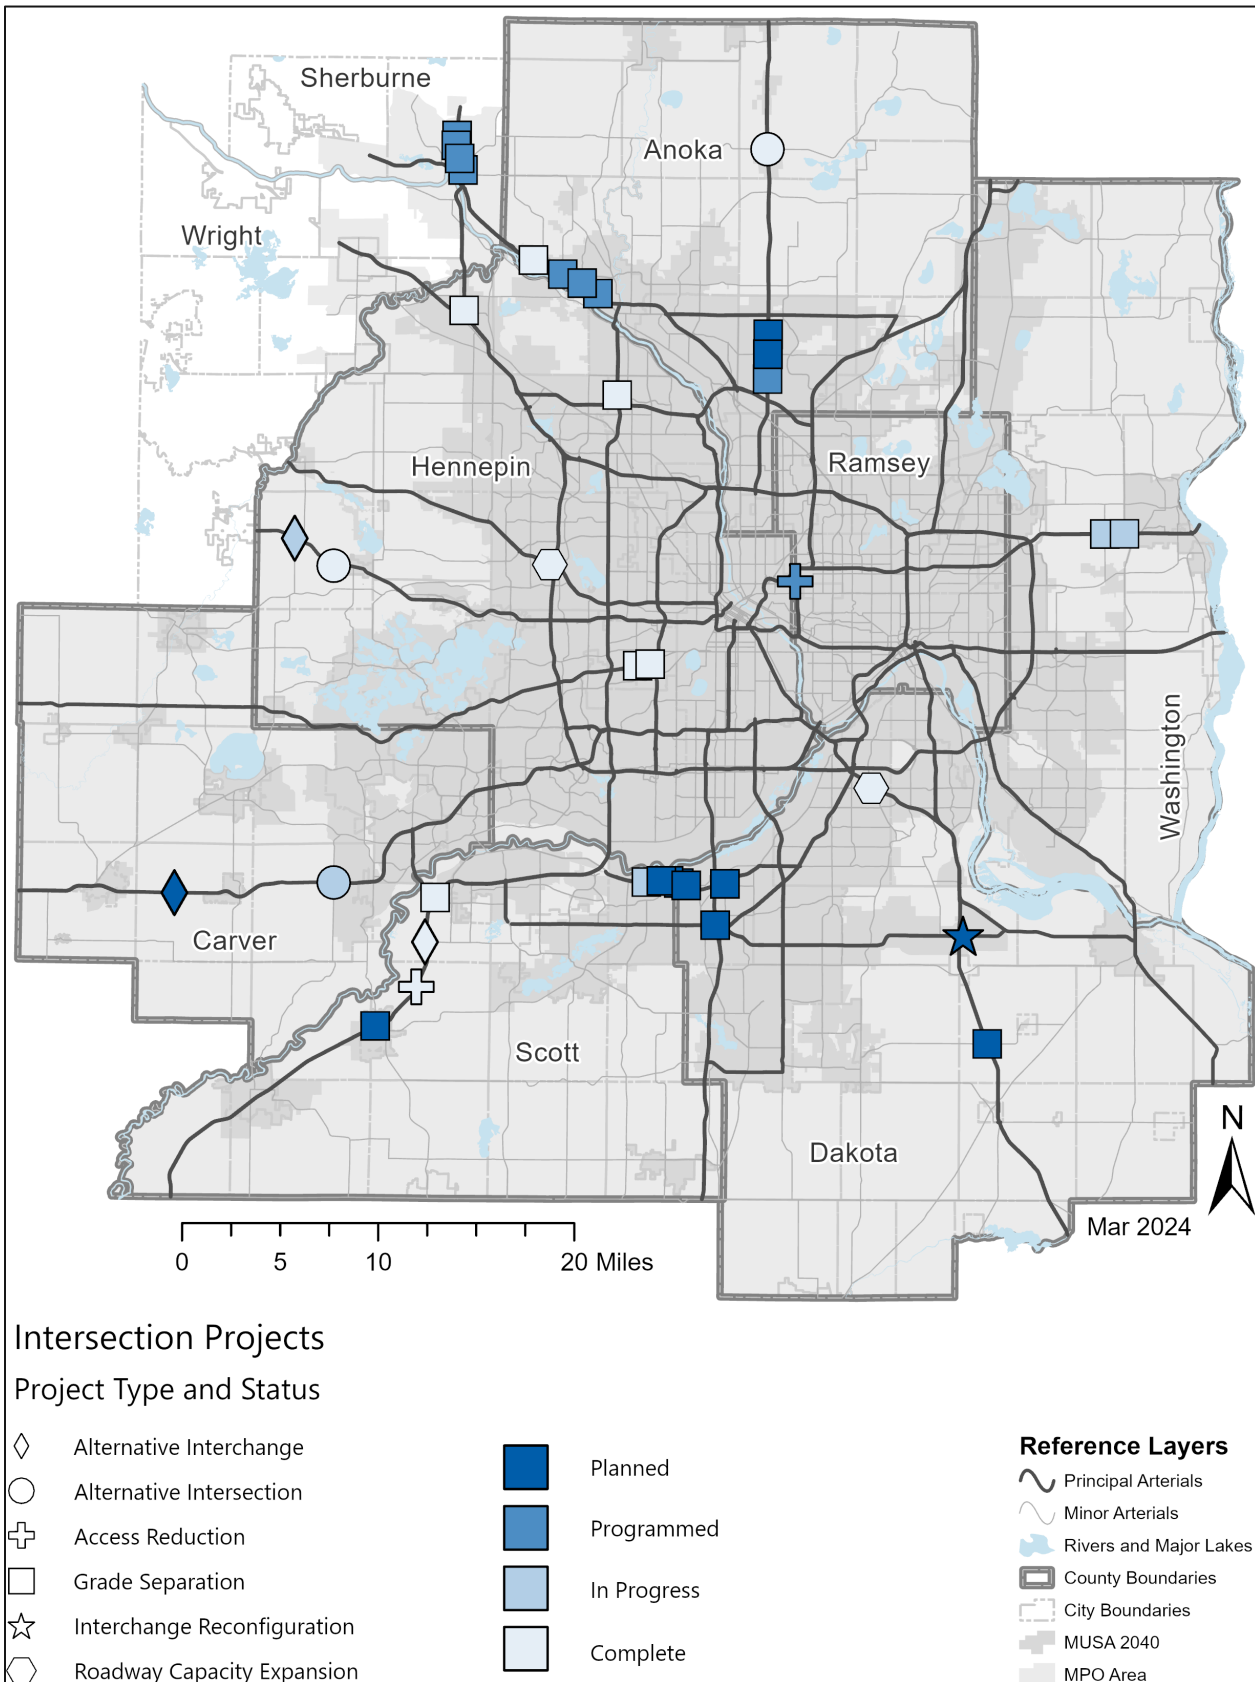 Sherburne
Anoka
Wright
Hennepin
Ramsey
Washington
Carver
Scott
Dakota
N
Mar 2024
0 5 10 20 Miles
Intersection Projects
Project Type and Status
Alternative Interchange
Alternative Intersection
Access Reduction
Grade Separation
Interchange Reconfiguration
Roadway Capacity Expansion
Planned
Programmed
In Progress
Complete
Reference Layers
Principal Arterials
Minor Arterials
Rivers and Major Lakes
County Boundaries
City Boundaries
MUSA 2040
MPO Area